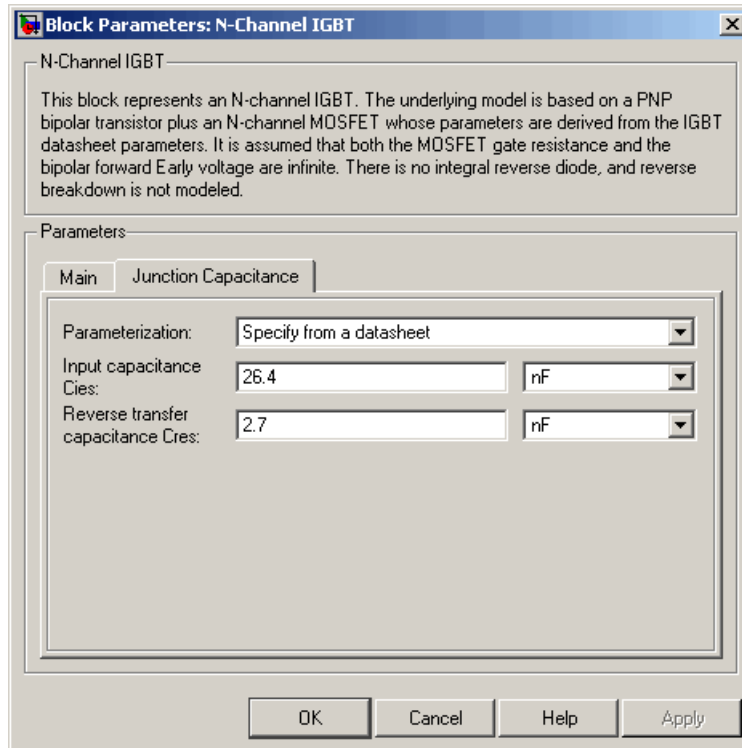 Block Parameters: N-Channel IGBT
N-Channel IGBT
This block represents an N-channel IGBT. The underlying model is based on a PNP
bipolar transistor plus an N-channel MOSFET whose parameters are derived from the IGBT
datasheet parameters. It is assumed that both the MOSFET gate resistance and the
bipolar forward Early voltage are infinite. There is no integral reverse diode, and reverse
breakdown is not modeled.
Parameters
Main Junction Capacitance
Parameterization: Specify from a datasheet
Input capacitance
Cies: 26.4 nF
Reverse transfer
capacitance Cres: 2.7 nF
OK Cancel Help Apply